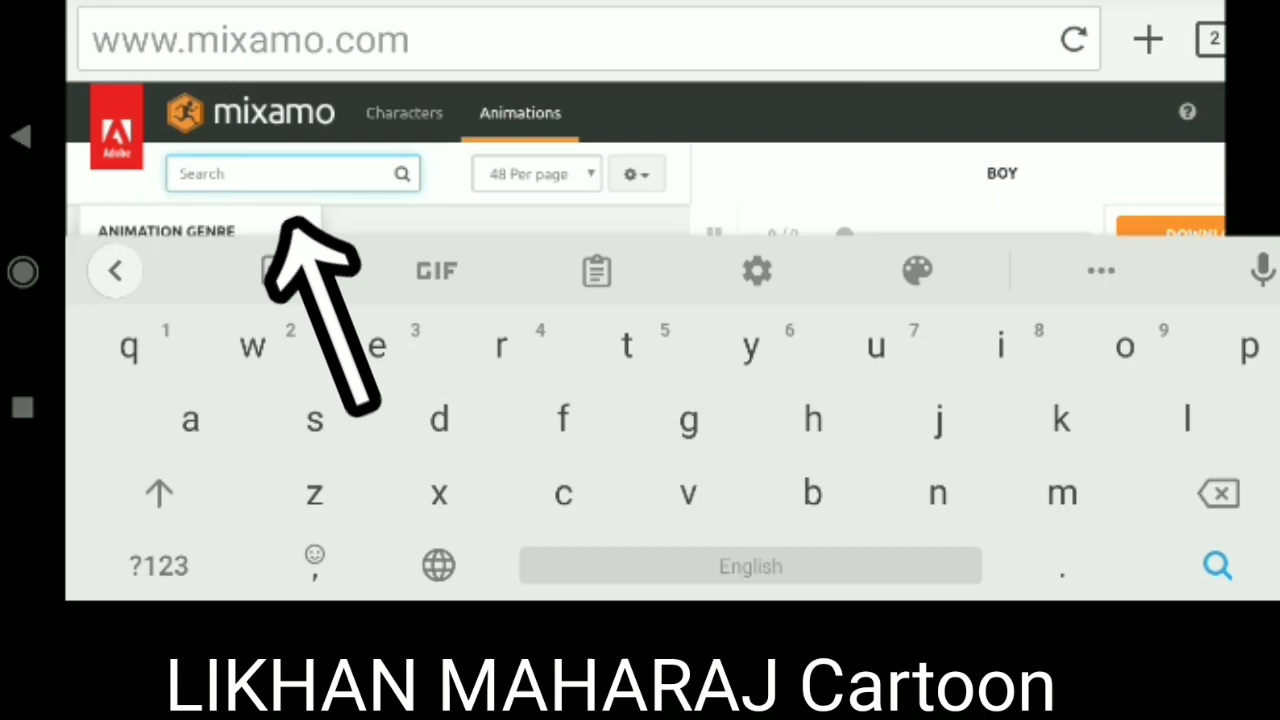 www.mixamo.com
2
Adobe
mixamo
Characters
Animations
?
Search
48 Per page
BOY
ANIMATION GENRE
GIF
q 1 w 2 e 3 r 4 t 5 y 6 u 7 i 8 o 9 p
a s d f g h j k l
z x c v b n m
?123 , English .
LIKHAN MAHARAJ Cartoon